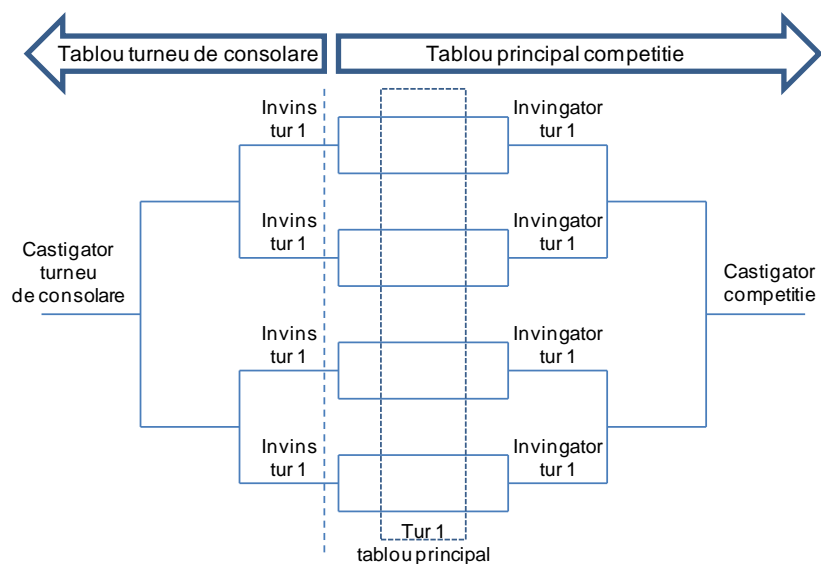 Tablou turneu de consolare
Tablou principal competitie
Invins
tur 1
Invingator
tur 1
Invins
tur 1
Invingator
tur 1
Castigator
turneu
de consolare
Castigator
competitie
Invins
tur 1
Invingator
tur 1
Invins
tur 1
Invingator
tur 1
Tur 1
tablou principal